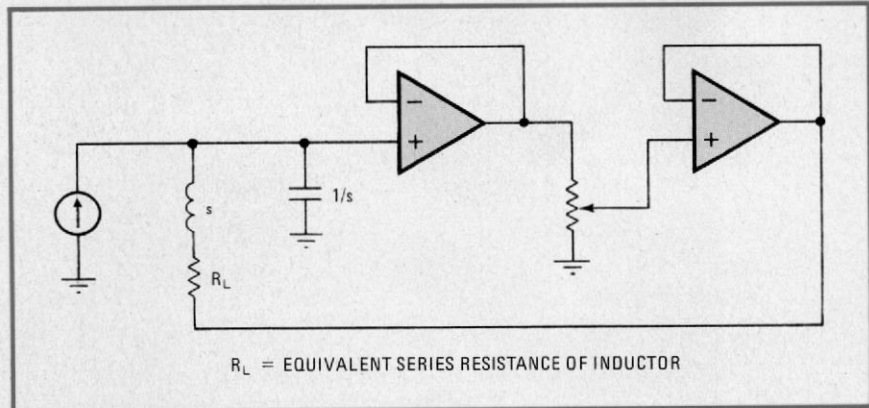 −
+
−
+
s
1/s
R_L
R_L = EQUIVALENT SERIES RESISTANCE OF INDUCTOR